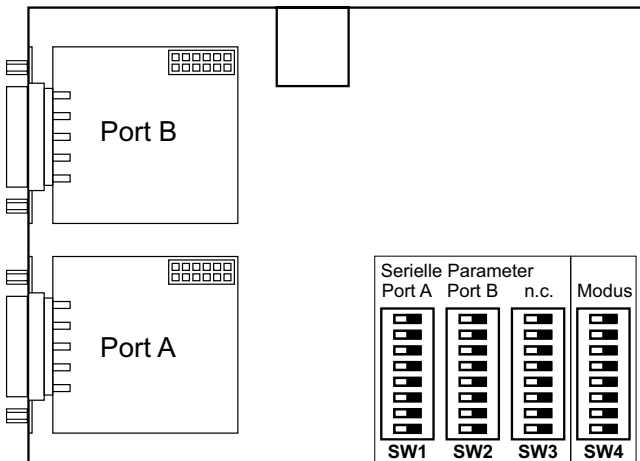 Port B
Port A
Serielle Parameter
Port A Port B n.c. Modus
SW1 SW2 SW3 SW4